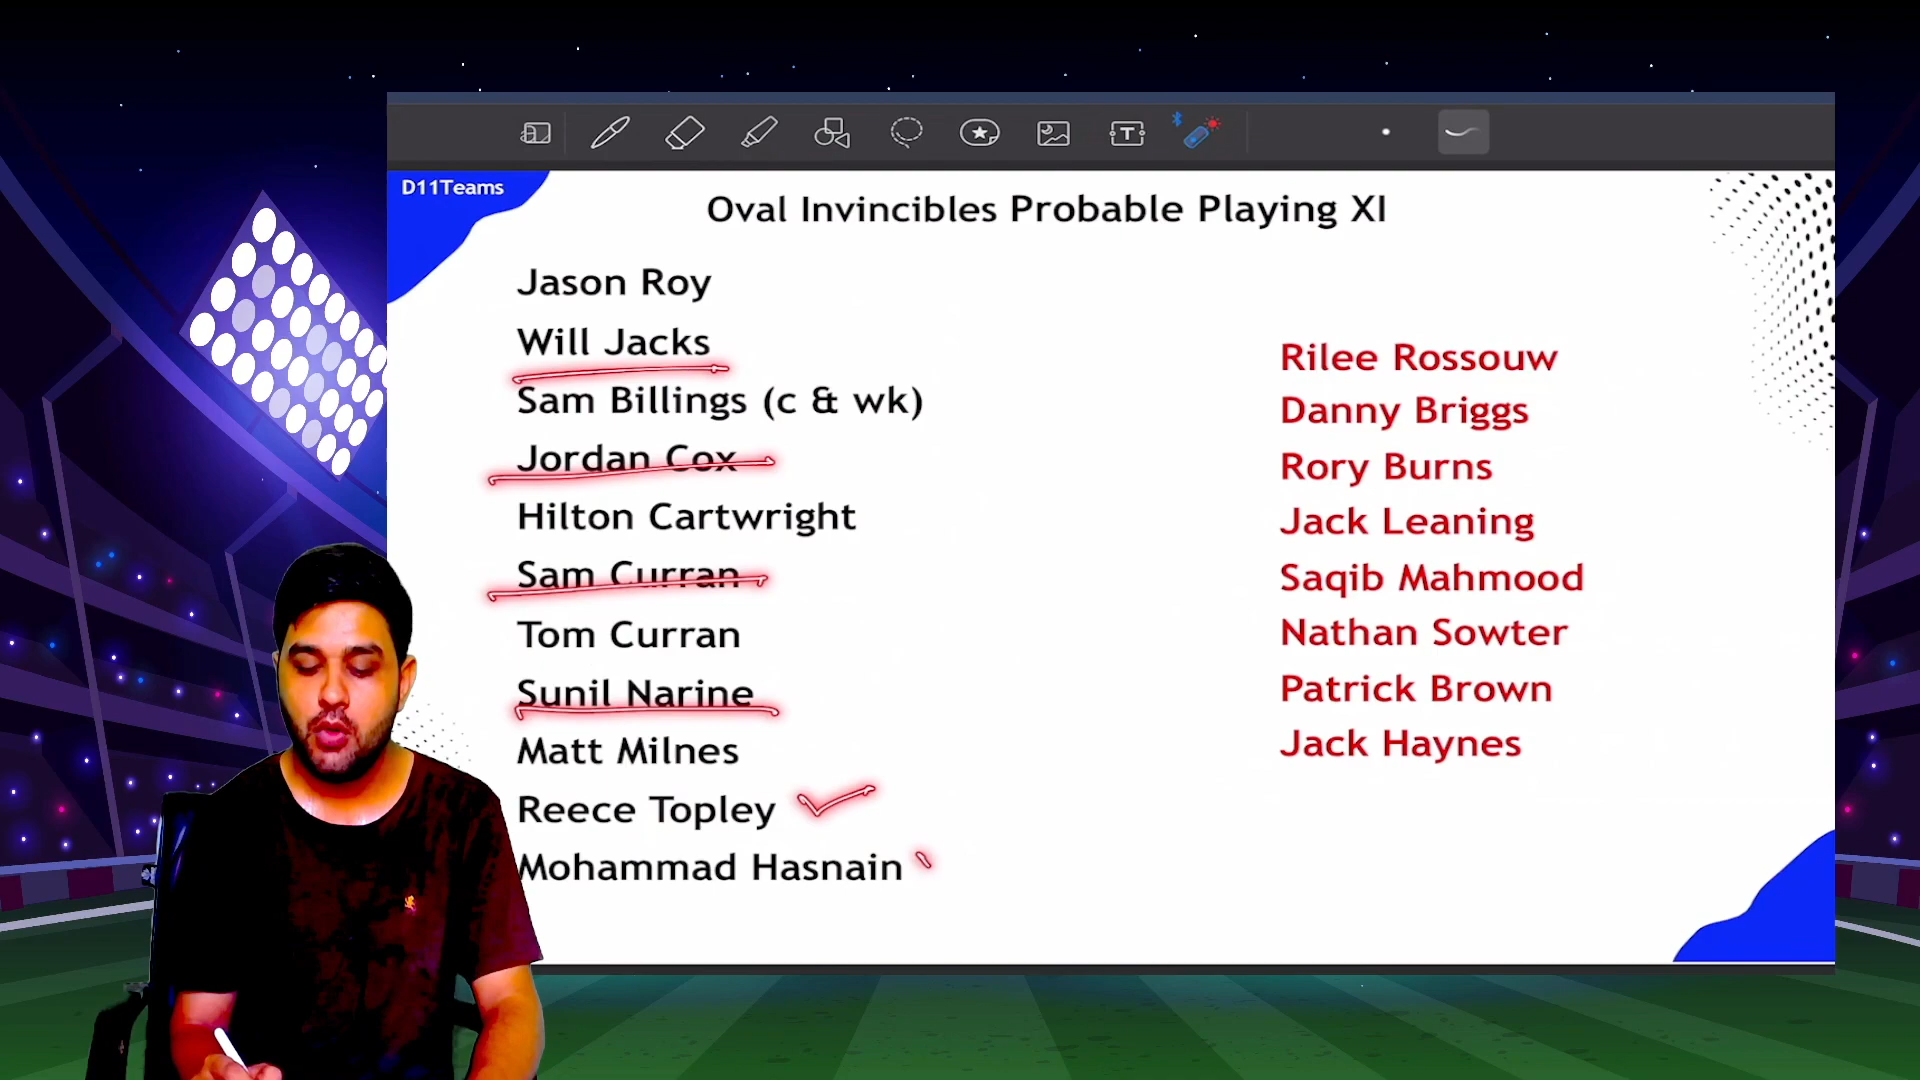 D11Teams
Oval Invincibles Probable Playing XI
Jason Roy
Will Jacks
Sam Billings (c & wk)
Jordan Cox
Hilton Cartwright
Sam Curran
Tom Curran
Sunil Narine
Matt Milnes
Reece Topley
Mohammad Hasnain
Rilee Rossouw
Danny Briggs
Rory Burns
Jack Leaning
Saqib Mahmood
Nathan Sowter
Patrick Brown
Jack Haynes